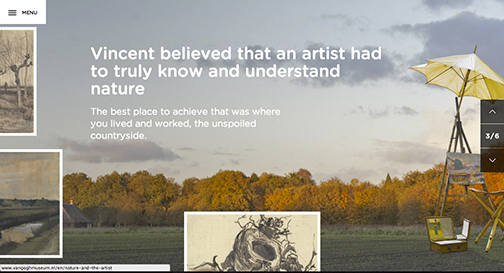 MENU
Vincent believed that an artist had
to truly know and understand
nature
The best place to achieve that was where
you lived and worked, the unspoiled
countryside.
3/6
www.vangoghmuseum.nl/en/nature-and-the-artist